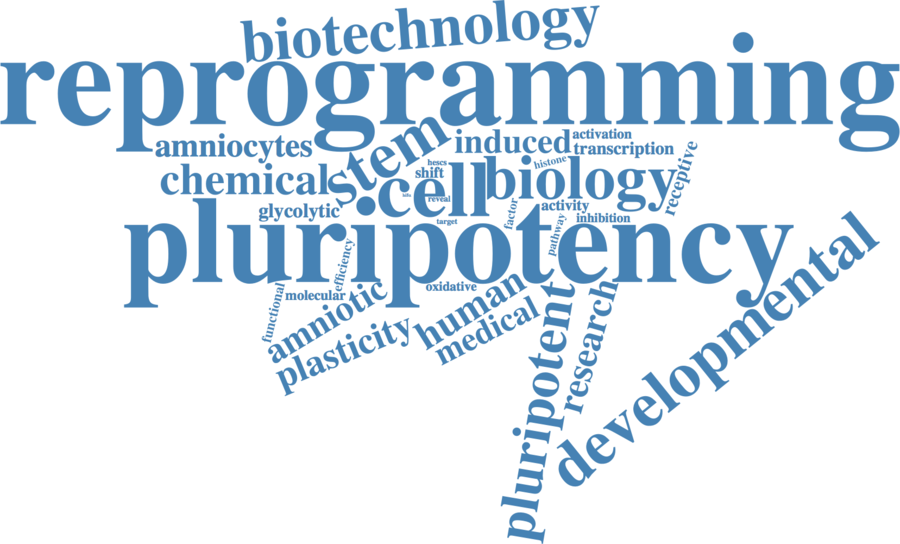 biotechnology
reprogramming
activation
induced
transcription
amniocytes
stem
histone
receptive
hescs
shift
cell
biology
chemical
reveal
glycolytic
activity
factor
inhibition
target
pathway
pluripotency
efficiency
developmental
functional
molecular
oxidative
amniotic
human
plasticity
medical
pluripotent
research